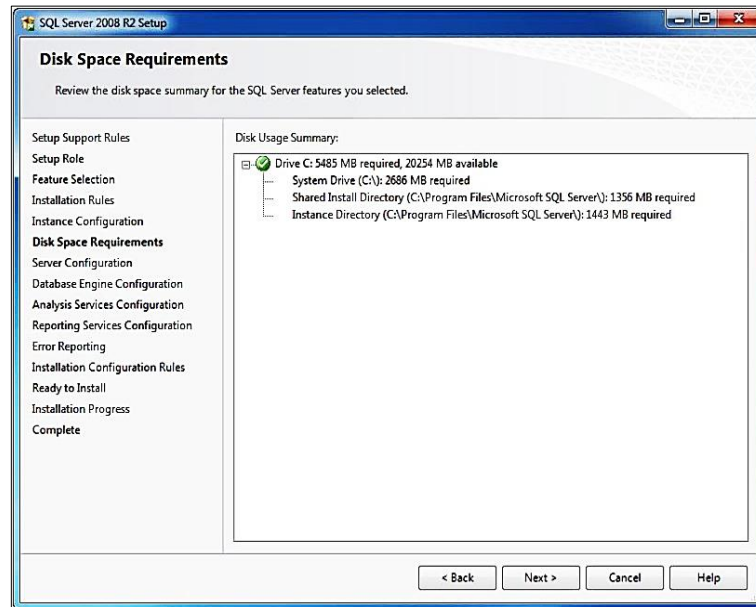 SQL Server 2008 R2 Setup
Disk Space Requirements
Review the disk space summary for the SQL Server features you selected.
Setup Support Rules
Setup Role
Feature Selection
Installation Rules
Instance Configuration
Disk Space Requirements
Server Configuration
Database Engine Configuration
Analysis Services Configuration
Reporting Services Configuration
Error Reporting
Installation Configuration Rules
Ready to Install
Installation Progress
Complete
Disk Usage Summary:
Drive C: 5485 MB required, 20254 MB available
System Drive (C:\): 2686 MB required
Shared Install Directory (C:\Program Files\Microsoft SQL Server\): 1356 MB required
Instance Directory (C:\Program Files\Microsoft SQL Server\): 1443 MB required
< Back
Next >
Cancel
Help